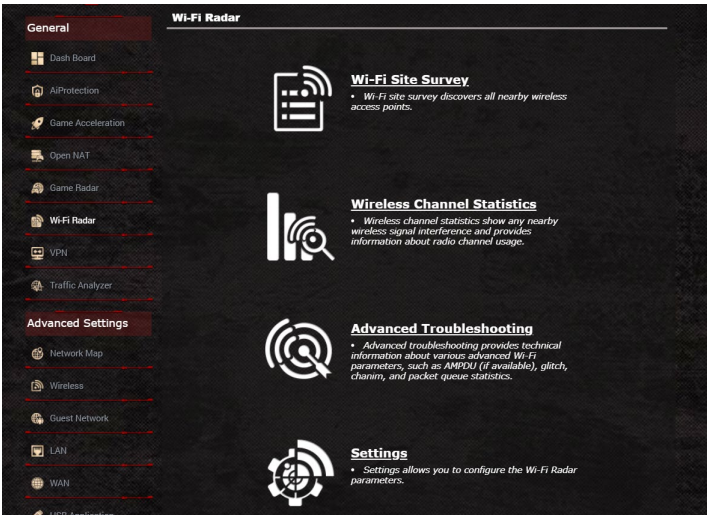 General
Dash Board
AiProtection
Game Acceleration
Open NAT
Game Radar
Wi-Fi Radar
VPN
Traffic Analyzer
Advanced Settings
Network Map
Wireless
Guest Network
LAN
WAN
USB Application
Wi-Fi Radar
Wi-Fi Site Survey
• Wi-Fi site survey discovers all nearby wireless
access points.
Wireless Channel Statistics
• Wireless channel statistics show any nearby
wireless signal interference and provides
information about radio channel usage.
Advanced Troubleshooting
• Advanced troubleshooting provides technical
information about various advanced Wi-Fi
parameters, such as AMPDU (if available), glitch,
chanim, and packet queue statistics.
Settings
• Settings allows you to configure the Wi-Fi Radar
parameters.